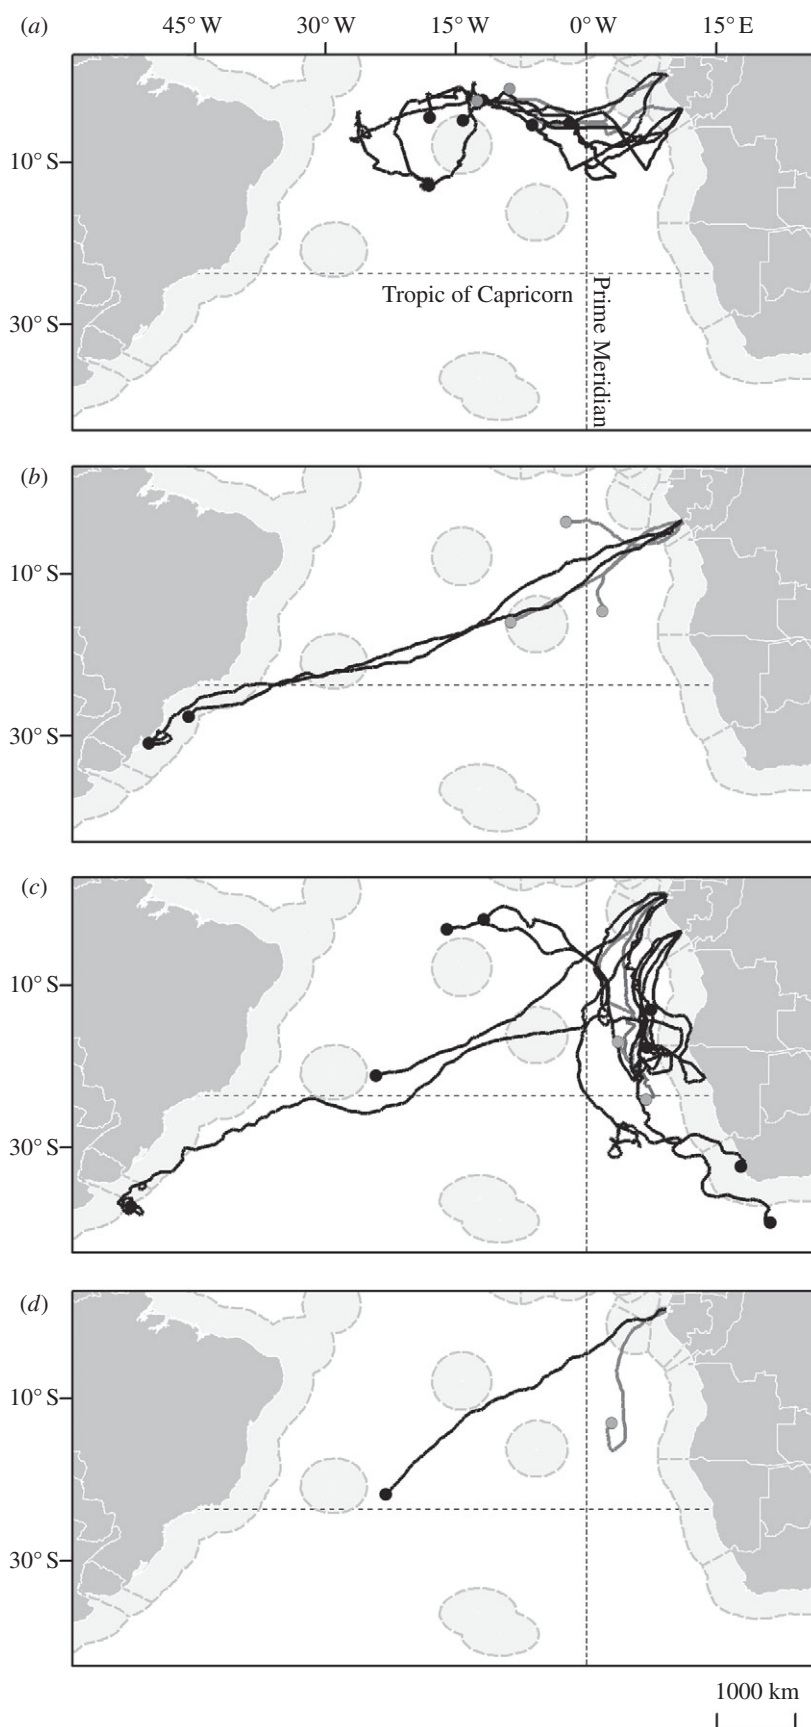 (a) 45° W 30° W 15° W 0° W 15° E
10° S
Tropic of Capricorn
Prime Meridian
30° S
(b)
10° S
30° S
(c)
10° S
30° S
(d)
10° S
30° S
1000 km